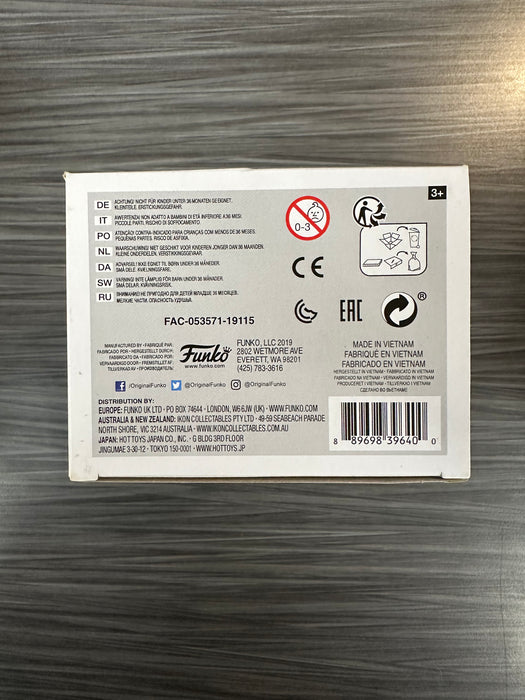 3+
DE ACHTUNG! NICHT FÜR KINDER UNTER 36 MONATEN GEEIGNET.
KLEINTEILE. ERSTICKUNGSGEFAHR.
IT AVVERTENZA! NON ADATTO A BAMBINI DI ETÀ INFERIORE A 36 MESI.
PICCOLE PARTI. RISCHIO DI SOFFOCAMENTO.
PO ATENÇÃO! CONTRA-INDICADO PARA CRIANÇAS COM MENOS DE 36 MESES.
PEQUENAS PARTES. RISCO DE ASFIXIA.
NL WAARSCHUWING! NIET GESCHIKT VOOR KINDEREN JONGER DAN 36 MAANDEN.
KLEINE ONDERDELEN. VERSTIKKINGSGEVAAR.
DA ADVARSEL! IKKE EGNET TIL BØRN UNDER 36 MÅNEDER.
SMÅ DELE. KVÆLNINGSFARE.
SW VARNING! INTE LÄMPLIG FÖR BARN UNDER 36 MÅNADER.
SMÅ DELAR. KVÄVNINGSRISK.
RU ВНИМАНИЕ! НЕ ПРИГОДНО ДЛЯ ДЕТЕЙ МЛАДШЕ 36 МЕСЯЦЕВ.
МЕЛКИЕ ЧАСТИ. ОПАСНОСТЬ УДУШЬЯ.
0-3
CE
EAC
®
FAC-053571-19115
MANUFACTURED BY • FABRIQUÉ PAR
FABRICADO POR • HERGESTELLT DURCH
FABBRICATO DA • FABRICADO POR
VERVAARDIGD DOOR • FREMSTILLET AF
TILLVERKAD AV • ПРОИЗВОДИТЕЛЬ
Funko
www.funko.com
FUNKO, LLC 2019
2802 WETMORE AVE
EVERETT, WA 98201
(425) 783-3616
MADE IN VIETNAM
FABRIQUÉ EN VIETNAM
FABRICADO EN VIETNAM
HERGESTELLT IN VIETNAM • FABBRICATO IN VIETNAM
FABRICADO NA VIETNAM • VERVAARDIGD IN VIETNAM
PRODUCERET I VIETNAM • TILLVERKAD I VIETNAM
СДЕЛАНО ВО ВЬЕТНАМЕ
f /OriginalFunko @OriginalFunko @OriginalFunko
DISTRIBUTION BY:
EUROPE: FUNKO UK LTD • PO BOX 74644 • LONDON, W6 6JW (UK) • WWW.FUNKO.COM
AUSTRALIA & NEW ZEALAND: IKON COLLECTABLES PTY LTD • 49-59 SEABEACH PARADE
NORTH SHORE, VIC 3214 AUSTRALIA • WWW.IKONCOLLECTABLES.COM.AU
JAPAN: HOT TOYS JAPAN CO., INC. • G BLDG 3RD FLOOR
JINGUMAE 3-30-12 • TOKYO 150-0001 • WWW.HOTTOYS.JP
8 89698 39640 0